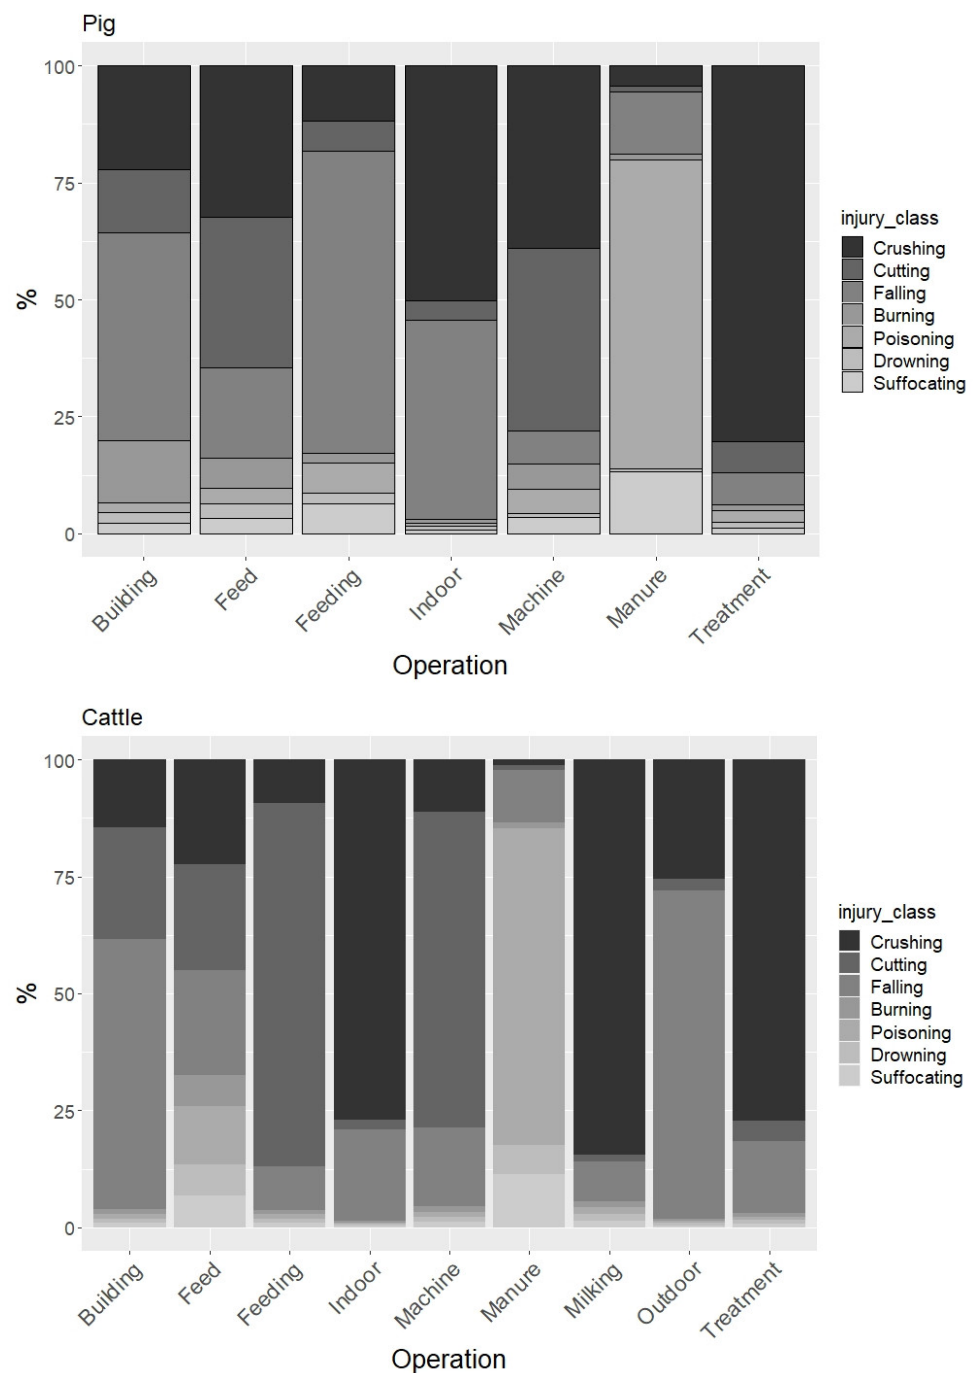 Pig
100
75
50
25
0
%
Building
Feed
Feeding
Indoor
Machine
Manure
Treatment
Operation
injury_class
Crushing
Cutting
Falling
Burning
Poisoning
Drowning
Suffocating
Cattle
100
75
50
25
0
%
Building
Feed
Feeding
Indoor
Machine
Manure
Milking
Outdoor
Treatment
Operation
injury_class
Crushing
Cutting
Falling
Burning
Poisoning
Drowning
Suffocating